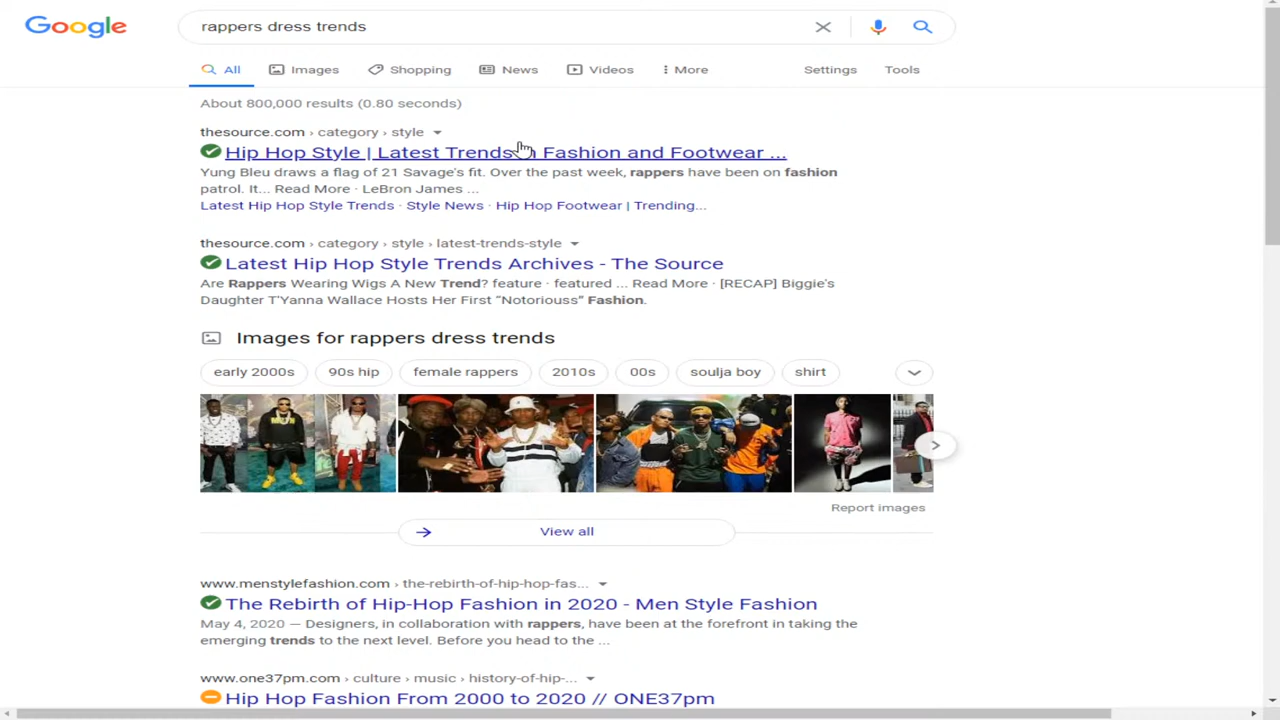 Google
rappers dress trends
All Images Shopping News Videos More Settings Tools
About 800,000 results (0.80 seconds)
thesource.com › category › style
Hip Hop Style | Latest Trends Fashion and Footwear ...
Yung Bleu draws a flag of 21 Savage's fit. Over the past week, rappers have been on fashion
patrol. It... Read More · LeBron James ...
Latest Hip Hop Style Trends · Style News · Hip Hop Footwear | Trending...
thesource.com › category › style › latest-trends-style
Latest Hip Hop Style Trends Archives - The Source
Are Rappers Wearing Wigs A New Trend? feature · featured ... Read More · [RECAP] Biggie's
Daughter T'Yanna Wallace Hosts Her First “Notoriouss” Fashion.
Images for rappers dress trends
early 2000s 90s hip female rappers 2010s 00s soulja boy shirt
Report images
View all
www.menstylefashion.com › the-rebirth-of-hip-hop-fas...
The Rebirth of Hip-Hop Fashion in 2020 - Men Style Fashion
May 4, 2020 — Designers, in collaboration with rappers, have been at the forefront in taking the
emerging trends to the next level. Before you head to the ...
www.one37pm.com › culture › music › history-of-hip-...
Hip Hop Fashion From 2000 to 2020 // ONE37pm